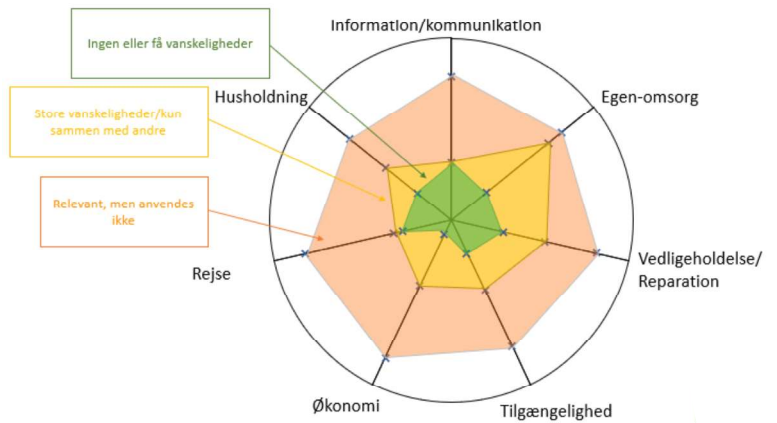 Information/kommunikation
Ingen eller få vanskeligheder
Husholdning
Egen-omsorg
Store vanskeligheder/kun
sammen med andre
Relevant, men anvendes
ikke
Rejse
Vedligeholdelse/
Reparation
Økonomi
Tilgængelighed